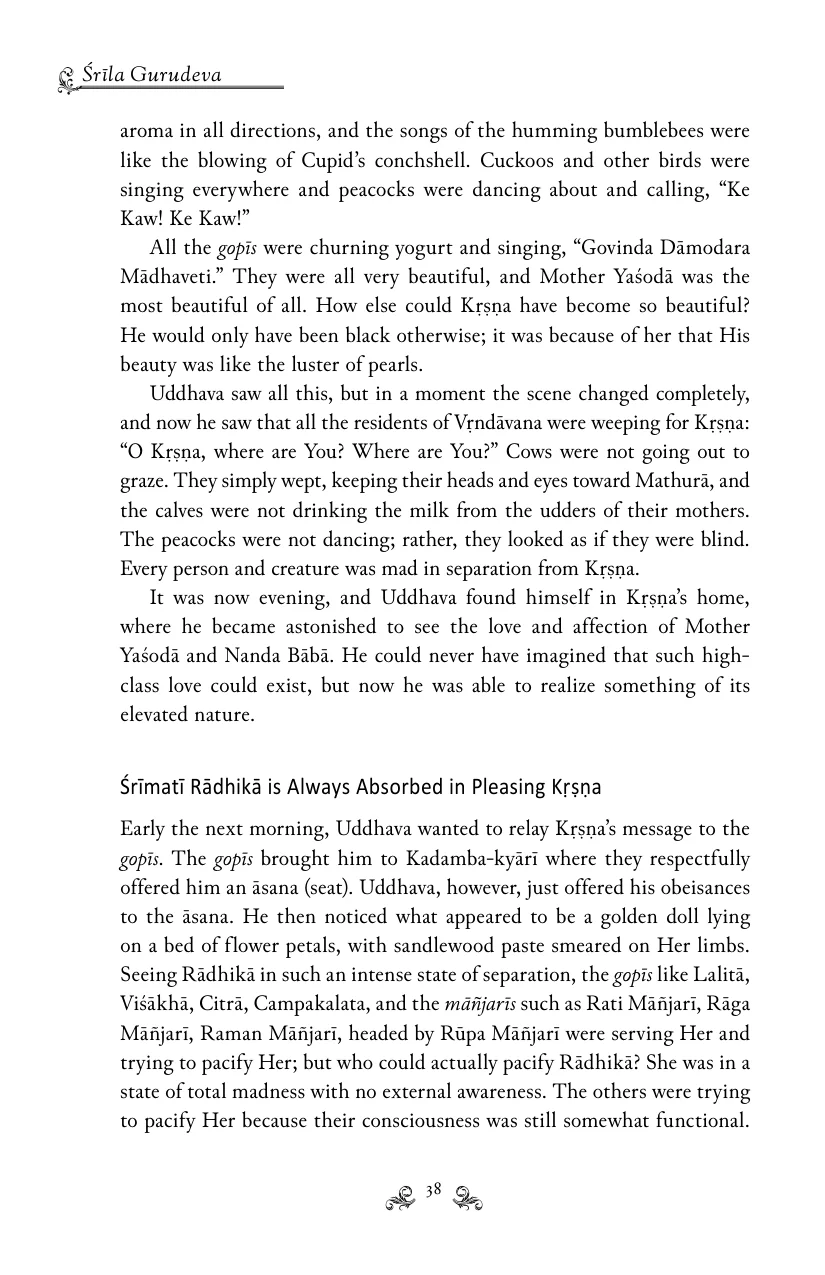 Śrīla Gurudeva
aroma in all directions, and the songs of the humming bumblebees were
like the blowing of Cupid’s conchshell. Cuckoos and other birds were
singing everywhere and peacocks were dancing about and calling, “Ke
Kaw! Ke Kaw!”
All the gopīs were churning yogurt and singing, “Govinda Dāmodara
Mādhaveti.” They were all very beautiful, and Mother Yaśodā was the
most beautiful of all. How else could Kṛṣṇa have become so beautiful?
He would only have been black otherwise; it was because of her that His
beauty was like the luster of pearls.
Uddhava saw all this, but in a moment the scene changed completely,
and now he saw that all the residents of Vṛndāvana were weeping for Kṛṣṇa:
“O Kṛṣṇa, where are You? Where are You?” Cows were not going out to
graze. They simply wept, keeping their heads and eyes toward Mathurā, and
the calves were not drinking the milk from the udders of their mothers.
The peacocks were not dancing; rather, they looked as if they were blind.
Every person and creature was mad in separation from Kṛṣṇa.
It was now evening, and Uddhava found himself in Kṛṣṇa’s home,
where he became astonished to see the love and affection of Mother
Yaśodā and Nanda Bābā. He could never have imagined that such high-
class love could exist, but now he was able to realize something of its
elevated nature.
Śrīmatī Rādhikā is Always Absorbed in Pleasing Kṛṣṇa
Early the next morning, Uddhava wanted to relay Kṛṣṇa’s message to the
gopīs. The gopīs brought him to Kadamba-kyārī where they respectfully
offered him an āsana (seat). Uddhava, however, just offered his obeisances
to the āsana. He then noticed what appeared to be a golden doll lying
on a bed of flower petals, with sandlewood paste smeared on Her limbs.
Seeing Rādhikā in such an intense state of separation, the gopīs like Lalitā,
Viśākhā, Citrā, Campakalata, and the māñjarīs such as Rati Māñjarī, Rāga
Māñjarī, Raman Māñjarī, headed by Rūpa Māñjarī were serving Her and
trying to pacify Her; but who could actually pacify Rādhikā? She was in a
state of total madness with no external awareness. The others were trying
to pacify Her because their consciousness was still somewhat functional.
38